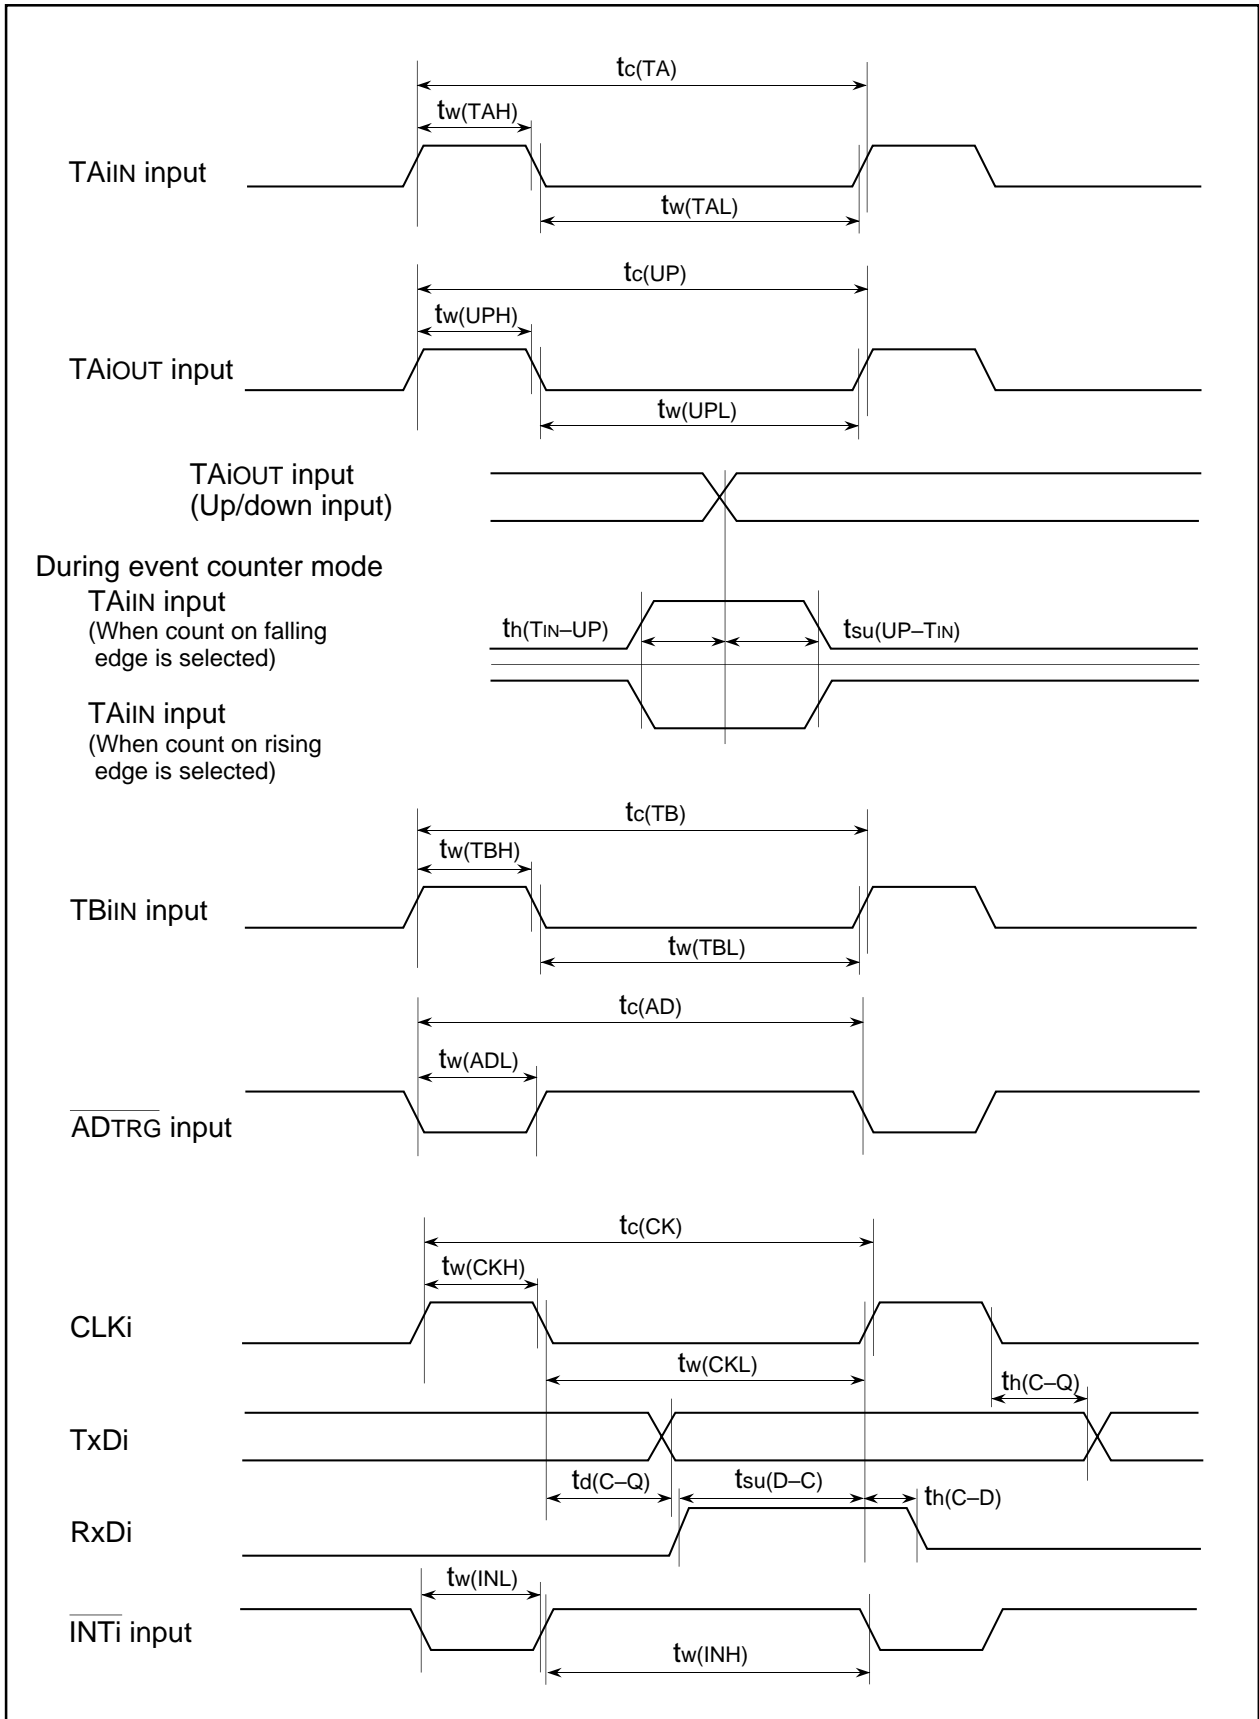 tc(TA)
tw(TAH)
TAiIN input
tw(TAL)
tc(UP)
tw(UPH)
TAiOUT input
tw(UPL)
TAiOUT input
(Up/down input)
During event counter mode
TAiIN input
(When count on falling
edge is selected)
th(TIN–UP)
tsu(UP–TIN)
TAiIN input
(When count on rising
edge is selected)
tc(TB)
tw(TBH)
TBiIN input
tw(TBL)
tc(AD)
tw(ADL)
ADTRG input
tc(CK)
tw(CKH)
CLKi
tw(CKL)
th(C–Q)
TxDi
td(C–Q)
tsu(D–C)
th(C–D)
RxDi
tw(INL)
INTi input
tw(INH)